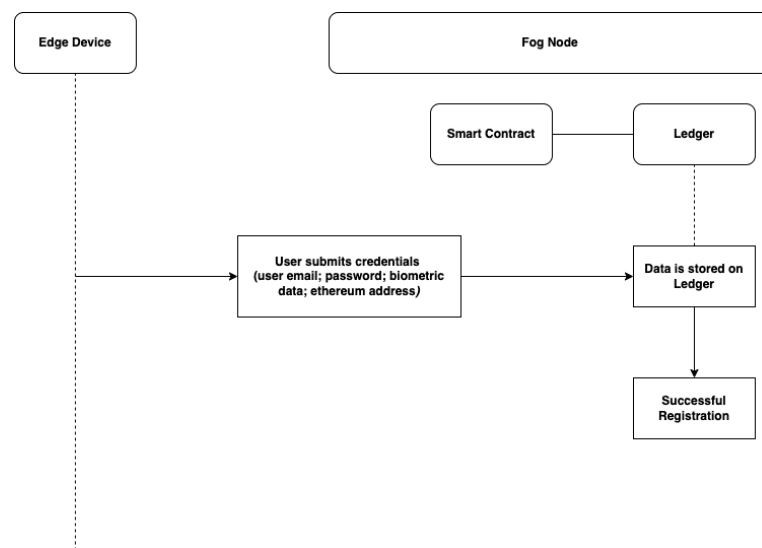 Edge Device
Fog Node
Smart Contract
Ledger
User submits credentials
(user email; password; biometric
data; ethereum address)
Data is stored on
Ledger
Successful
Registration